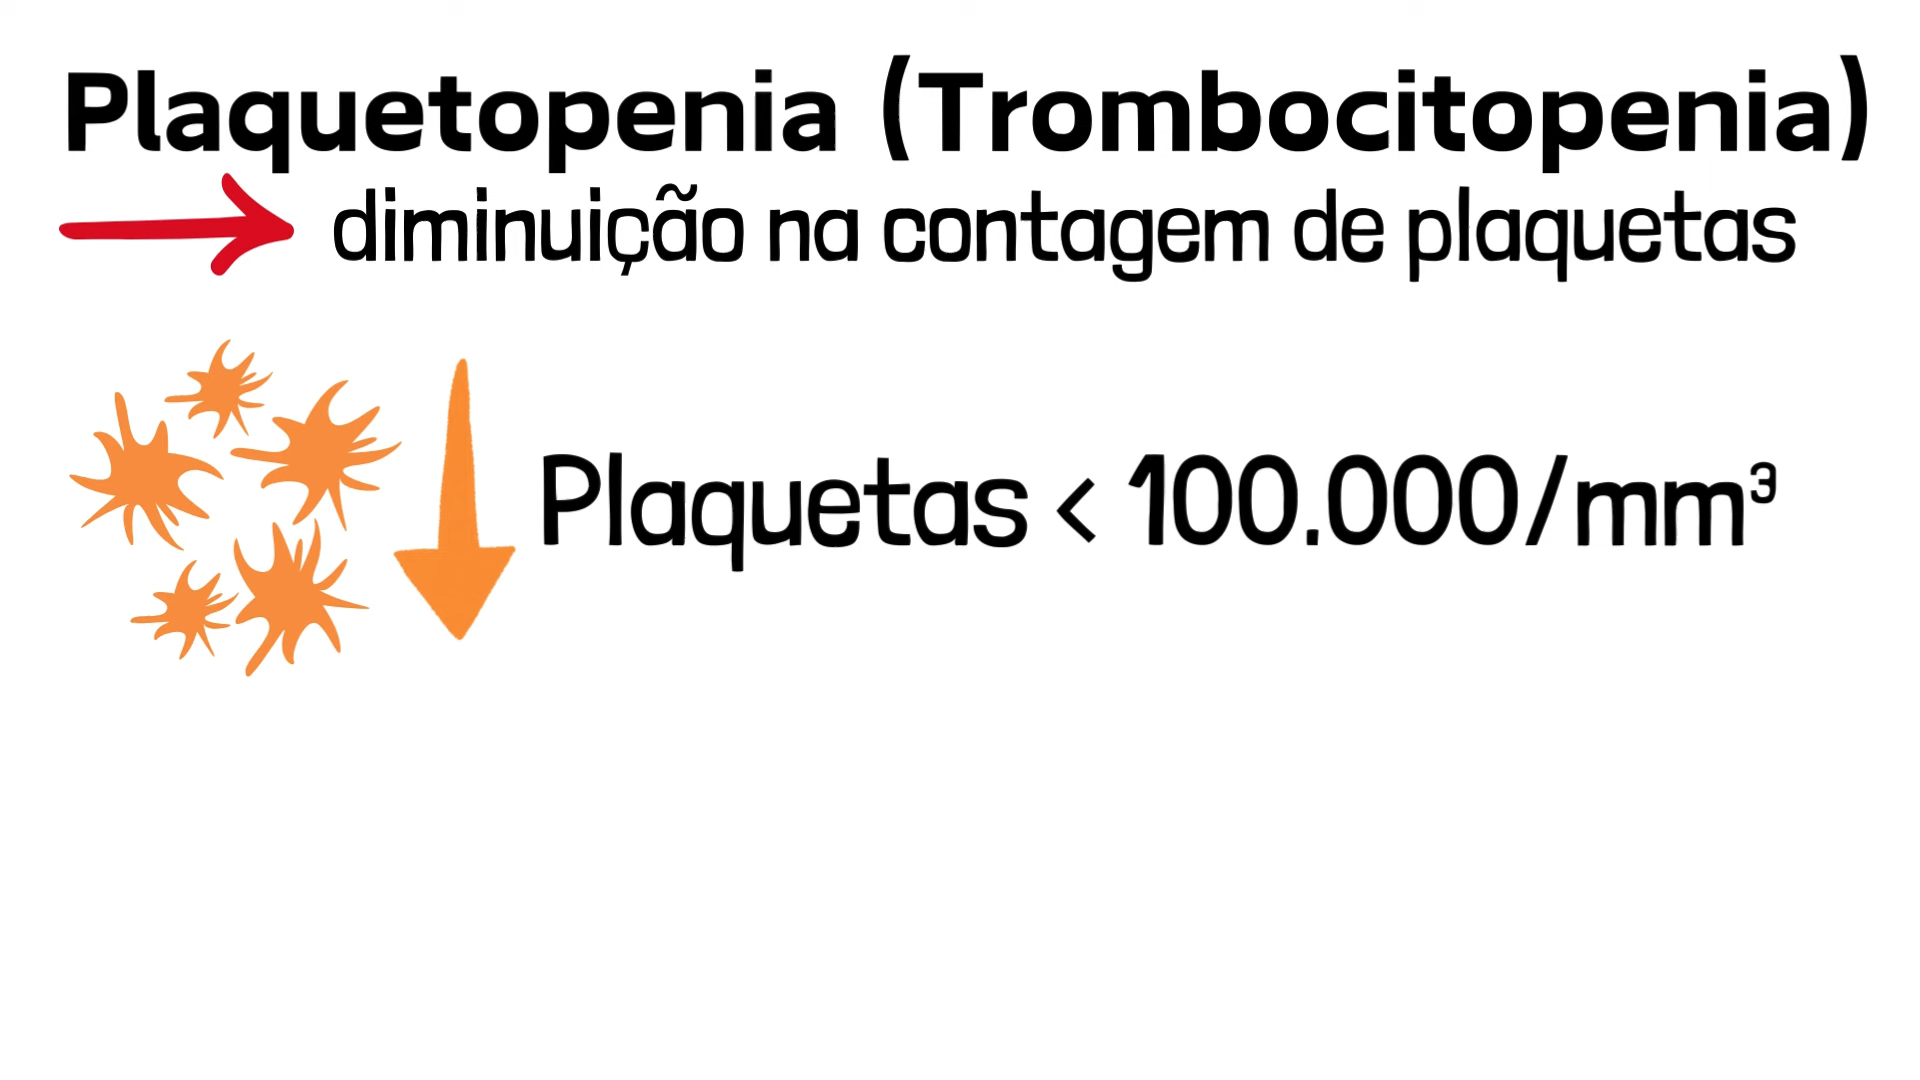 Plaquetopenia (Trombocitopenia)
diminuição na contagem de plaquetas
Plaquetas < 100.000/mm³